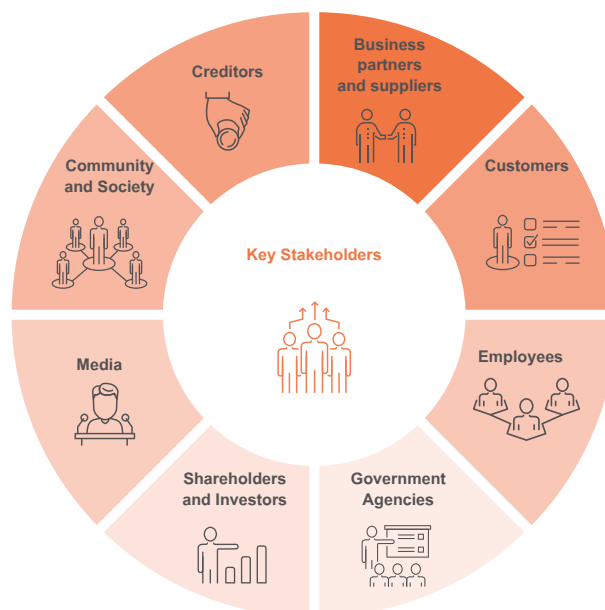 Business
partners
and suppliers
Customers
Employees
Government
Agencies
Shareholders
and Investors
Media
Community
and Society
Creditors
Key Stakeholders